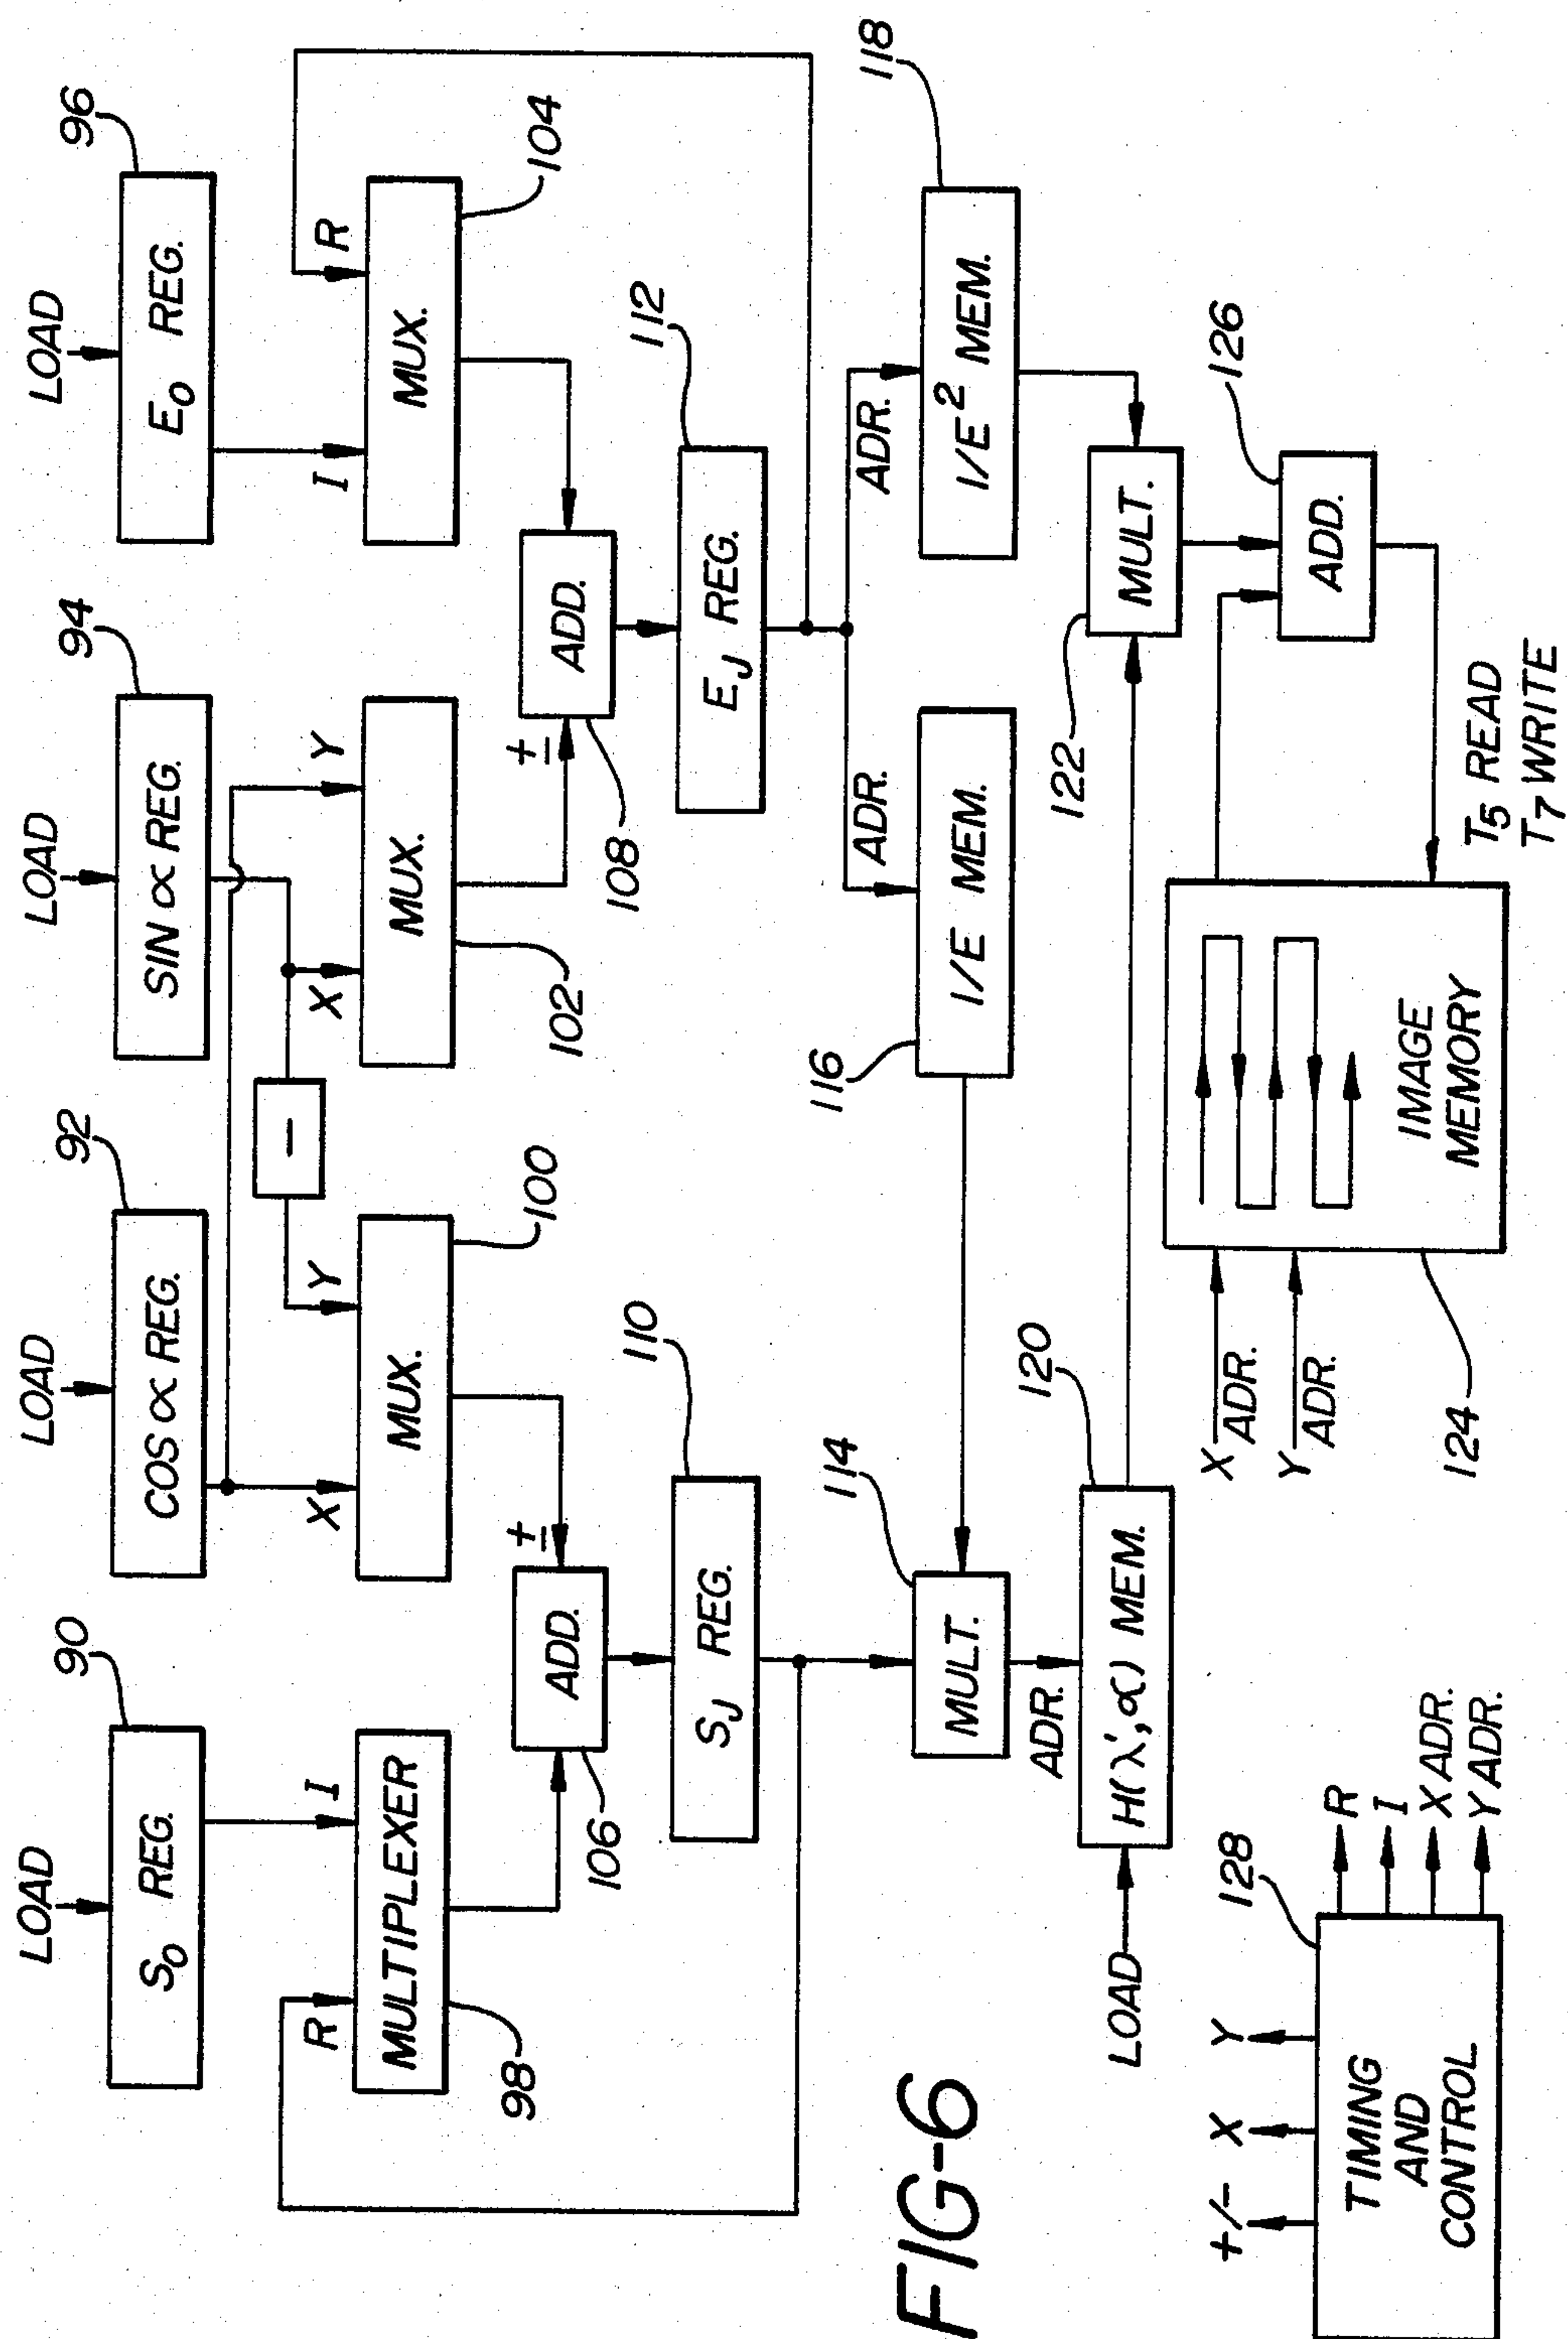 LOAD
LOAD
LOAD
LOAD
90
92
94
96
S0 REG.
COS ∝ REG.
SIN ∝ REG.
E0 REG.
−
R
I
X
Y
X
Y
I
R
MULTIPLEXER
MUX.
MUX.
MUX.
98
100
102
104
±
±
ADD.
ADD.
106
108
110
112
SJ REG.
EJ REG.
ADR.
ADR.
114
116
118
MULT.
1/E MEM.
1/E2 MEM.
ADR.
120
122
LOAD
H(λ',∝) MEM.
MULT.
126
ADD.
X ADR.
Y ADR.
124
IMAGE
MEMORY
T5 READ
T7 WRITE
+/-
X
Y
128
TIMING
AND
CONTROL
R
I
X ADR.
Y ADR.
FIG-6